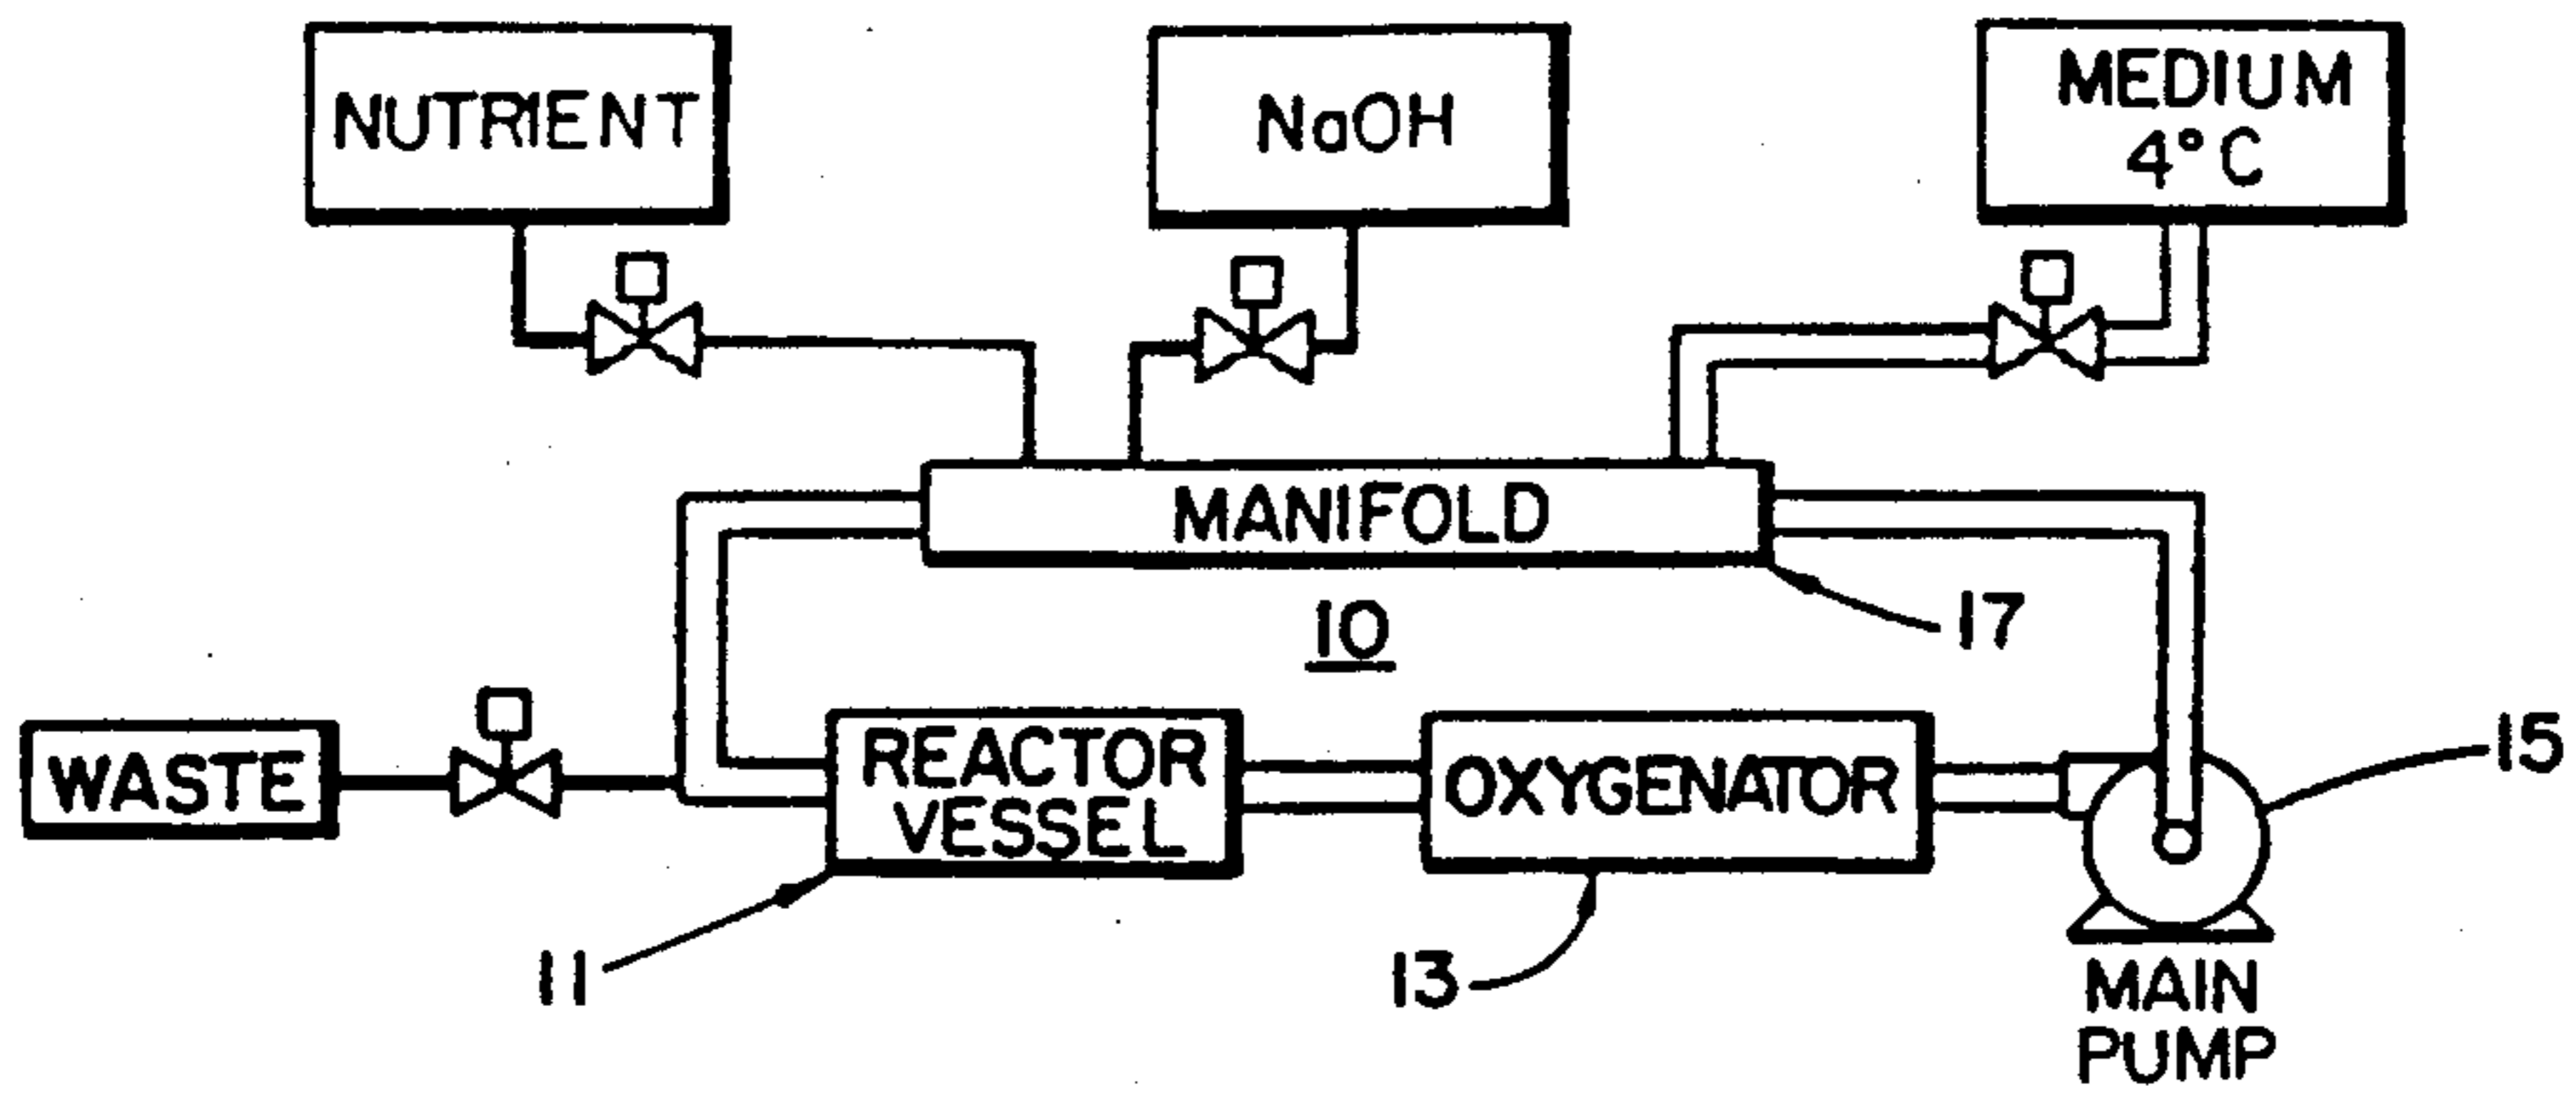 NUTRIENT
NaOH
MEDIUM
4°C
MANIFOLD
17
10
WASTE
REACTOR
VESSEL
OXYGENATOR
15
11
13
MAIN
PUMP